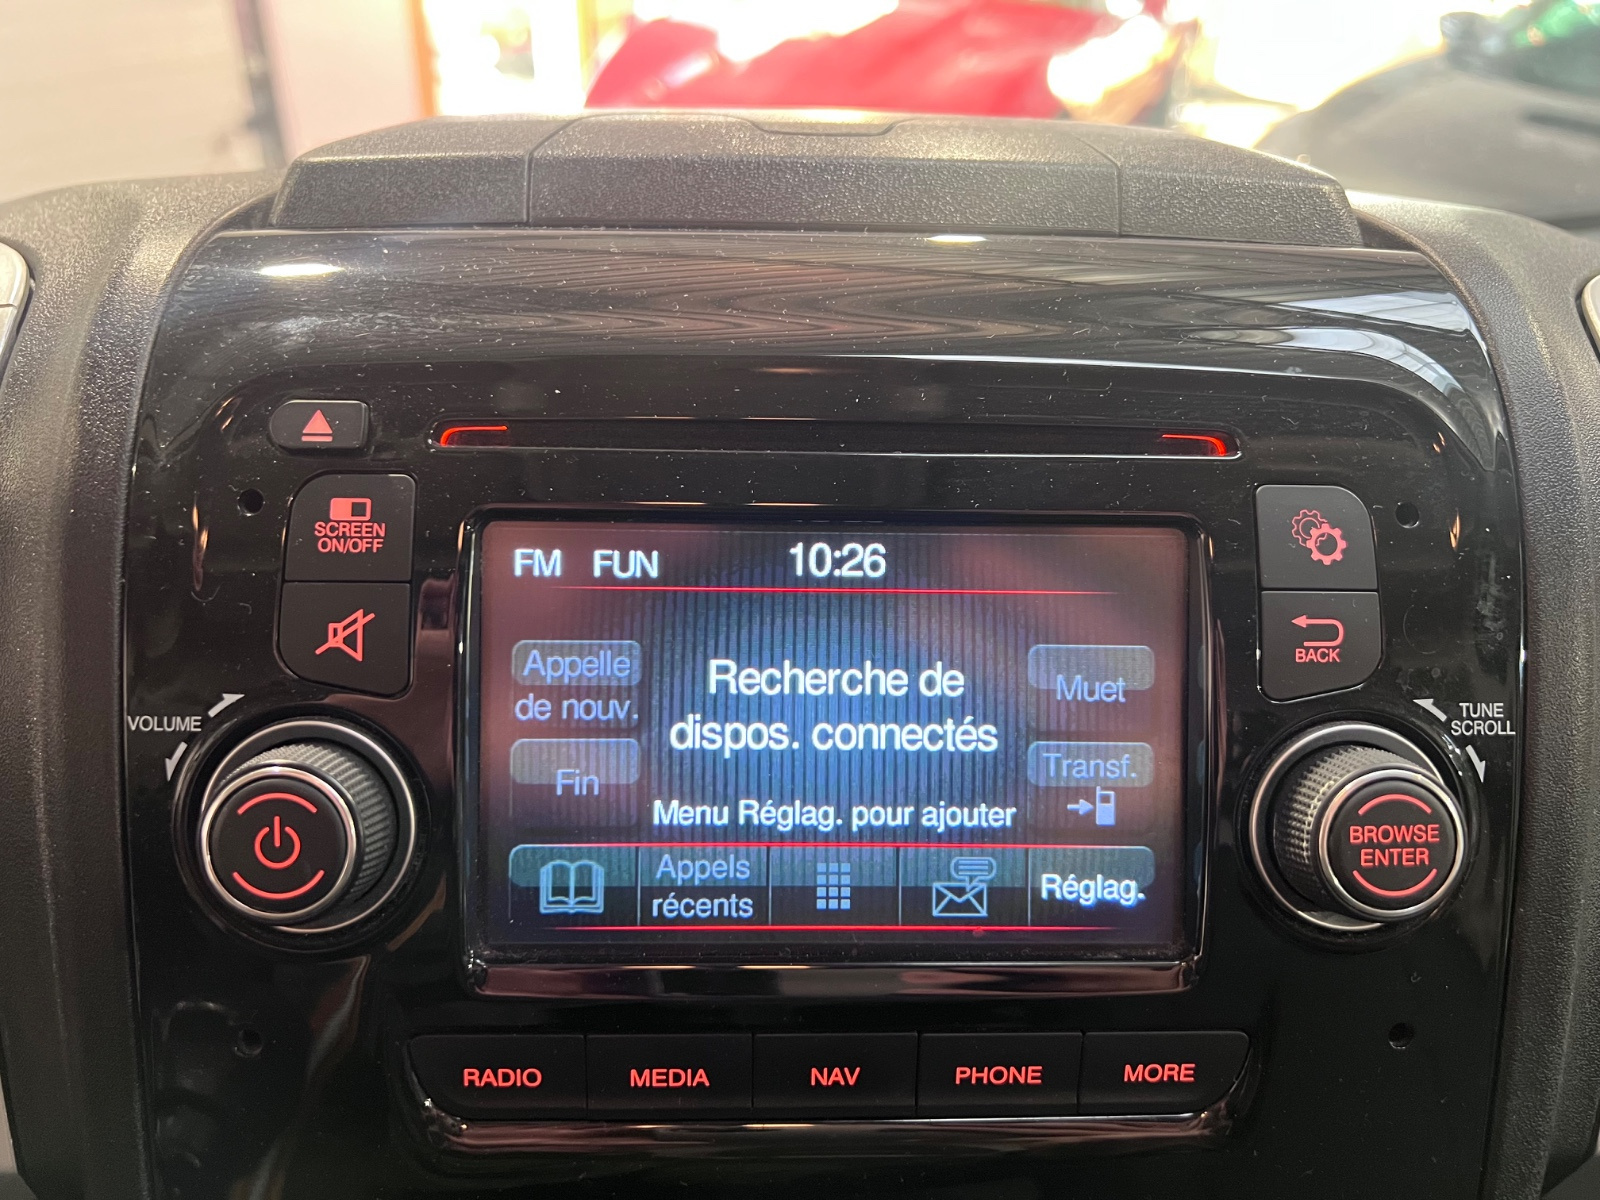 SCREEN
ON/OFF
VOLUME
FM FUN 10:26
Appelle
de nouv.
Fin
Recherche de
dispos. connectés
Menu Réglag. pour ajouter
Muet
Transf.
Appels
récents
Réglag.
BACK
TUNE
SCROLL
BROWSE
ENTER
RADIO
MEDIA
NAV
PHONE
MORE